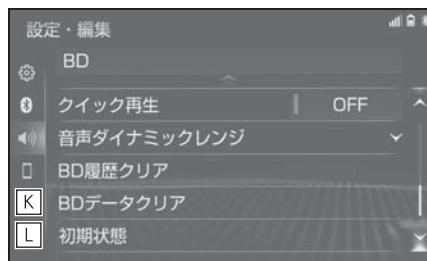 設定・編集
BD
クイック再生 OFF
音声ダイナミックレンジ
BD履歴クリア
K BDデータクリア
L 初期状態